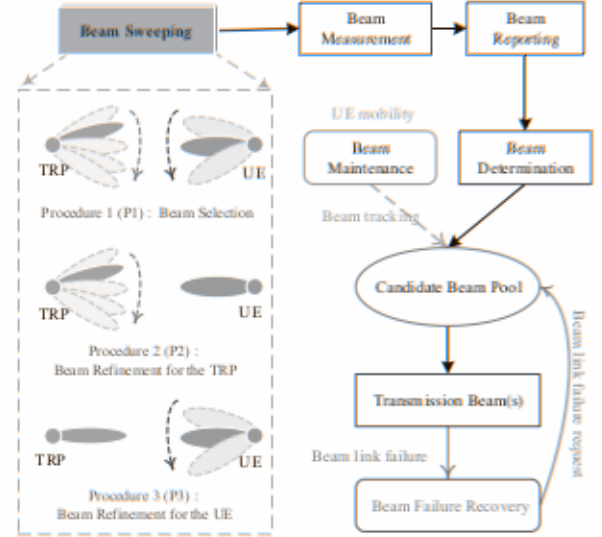 Beam Sweeping
Beam
Measurement
Beam
Reporting
UE mobility
Beam
Maintenance
Beam
Determination
TRP
UE
Procedure 1 (P1) : Beam Selection
Beam tracking
Candidate Beam Pool
TRP
UE
Procedure 2 (P2) :
Beam Refinement for the TRP
Transmission Beam(s)
Beam link failure request
TRP
UE
Beam link failure
Procedure 3 (P3) :
Beam Refinement for the UE
Beam Failure Recovery